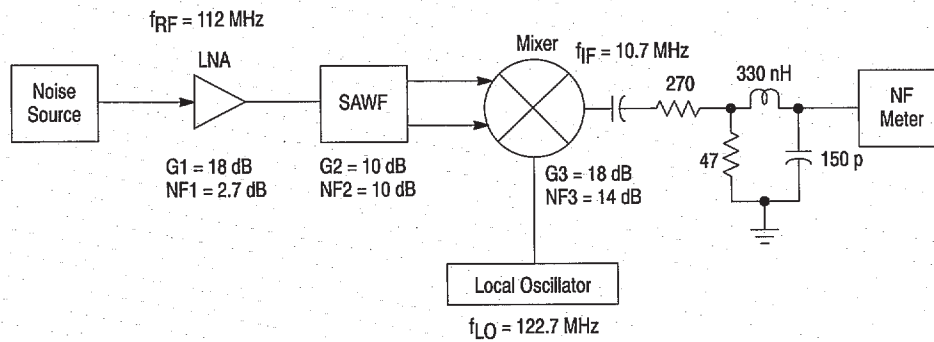 fRF = 112 MHz
LNA
Noise
Source
SAWF
G1 = 18 dB
NF1 = 2.7 dB
G2 = 10 dB
NF2 = 10 dB
Mixer
fIF = 10.7 MHz
G3 = 18 dB
NF3 = 14 dB
270
330 nH
47
150 p
NF
Meter
Local Oscillator
fLO = 122.7 MHz